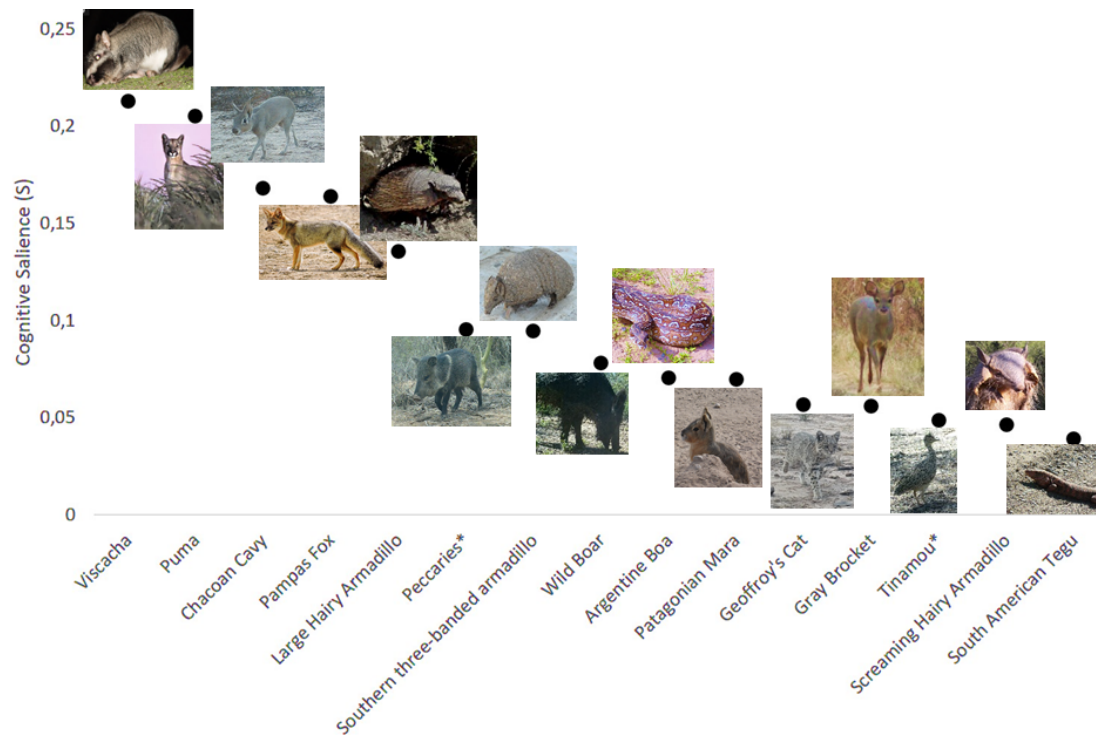 0,25
0,2
0,15
0,1
0,05
0
Cognitive Salience (S)
Viscacha
Puma
Chacoan Cavy
Pampas Fox
Large Hairy Armadillo
Peccaries*
Southern three-banded armadillo
Wild Boar
Argentine Boa
Patagonian Mara
Geoffroy's Cat
Gray Brocket
Tinamou*
Screaming Hairy Armadillo
South American Tegu